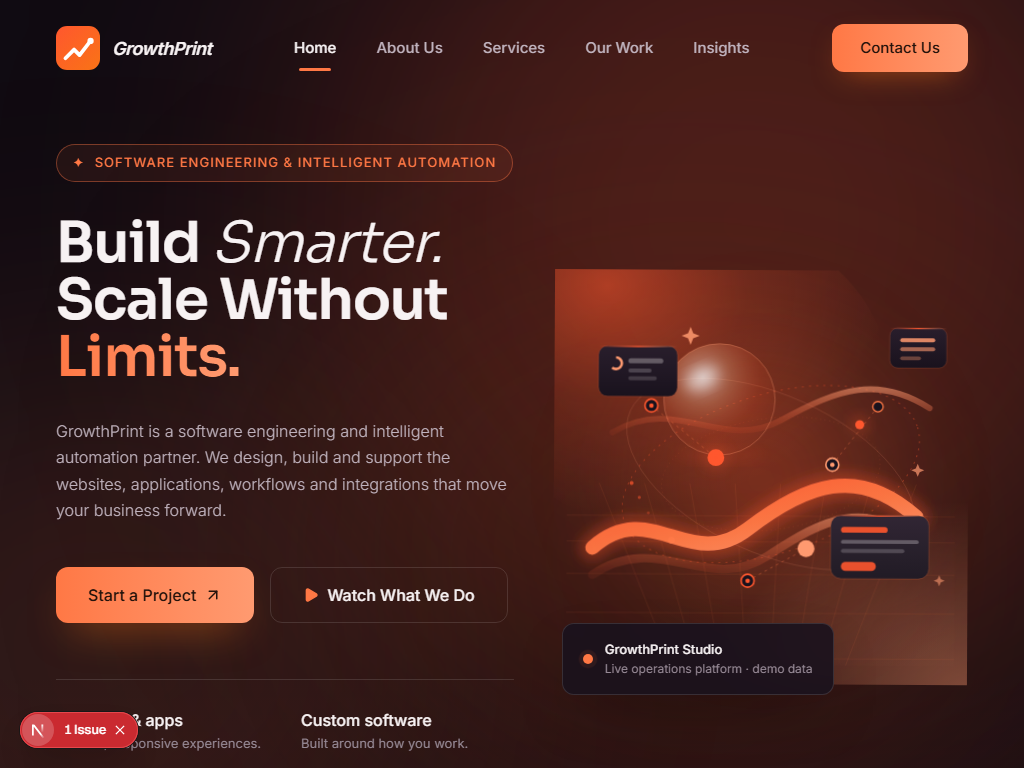 GrowthPrint
Home
About Us
Services
Our Work
Insights
Contact Us
SOFTWARE ENGINEERING & INTELLIGENT AUTOMATION
Build Smarter.
Scale Without
Limits.
GrowthPrint is a software engineering and intelligent
automation partner. We design, build and support the
websites, applications, workflows and integrations that move
your business forward.
Start a Project
Watch What We Do
GrowthPrint Studio
Live operations platform · demo data
& apps
Custom software
experiences.
Built around how you work.
N
1 Issue